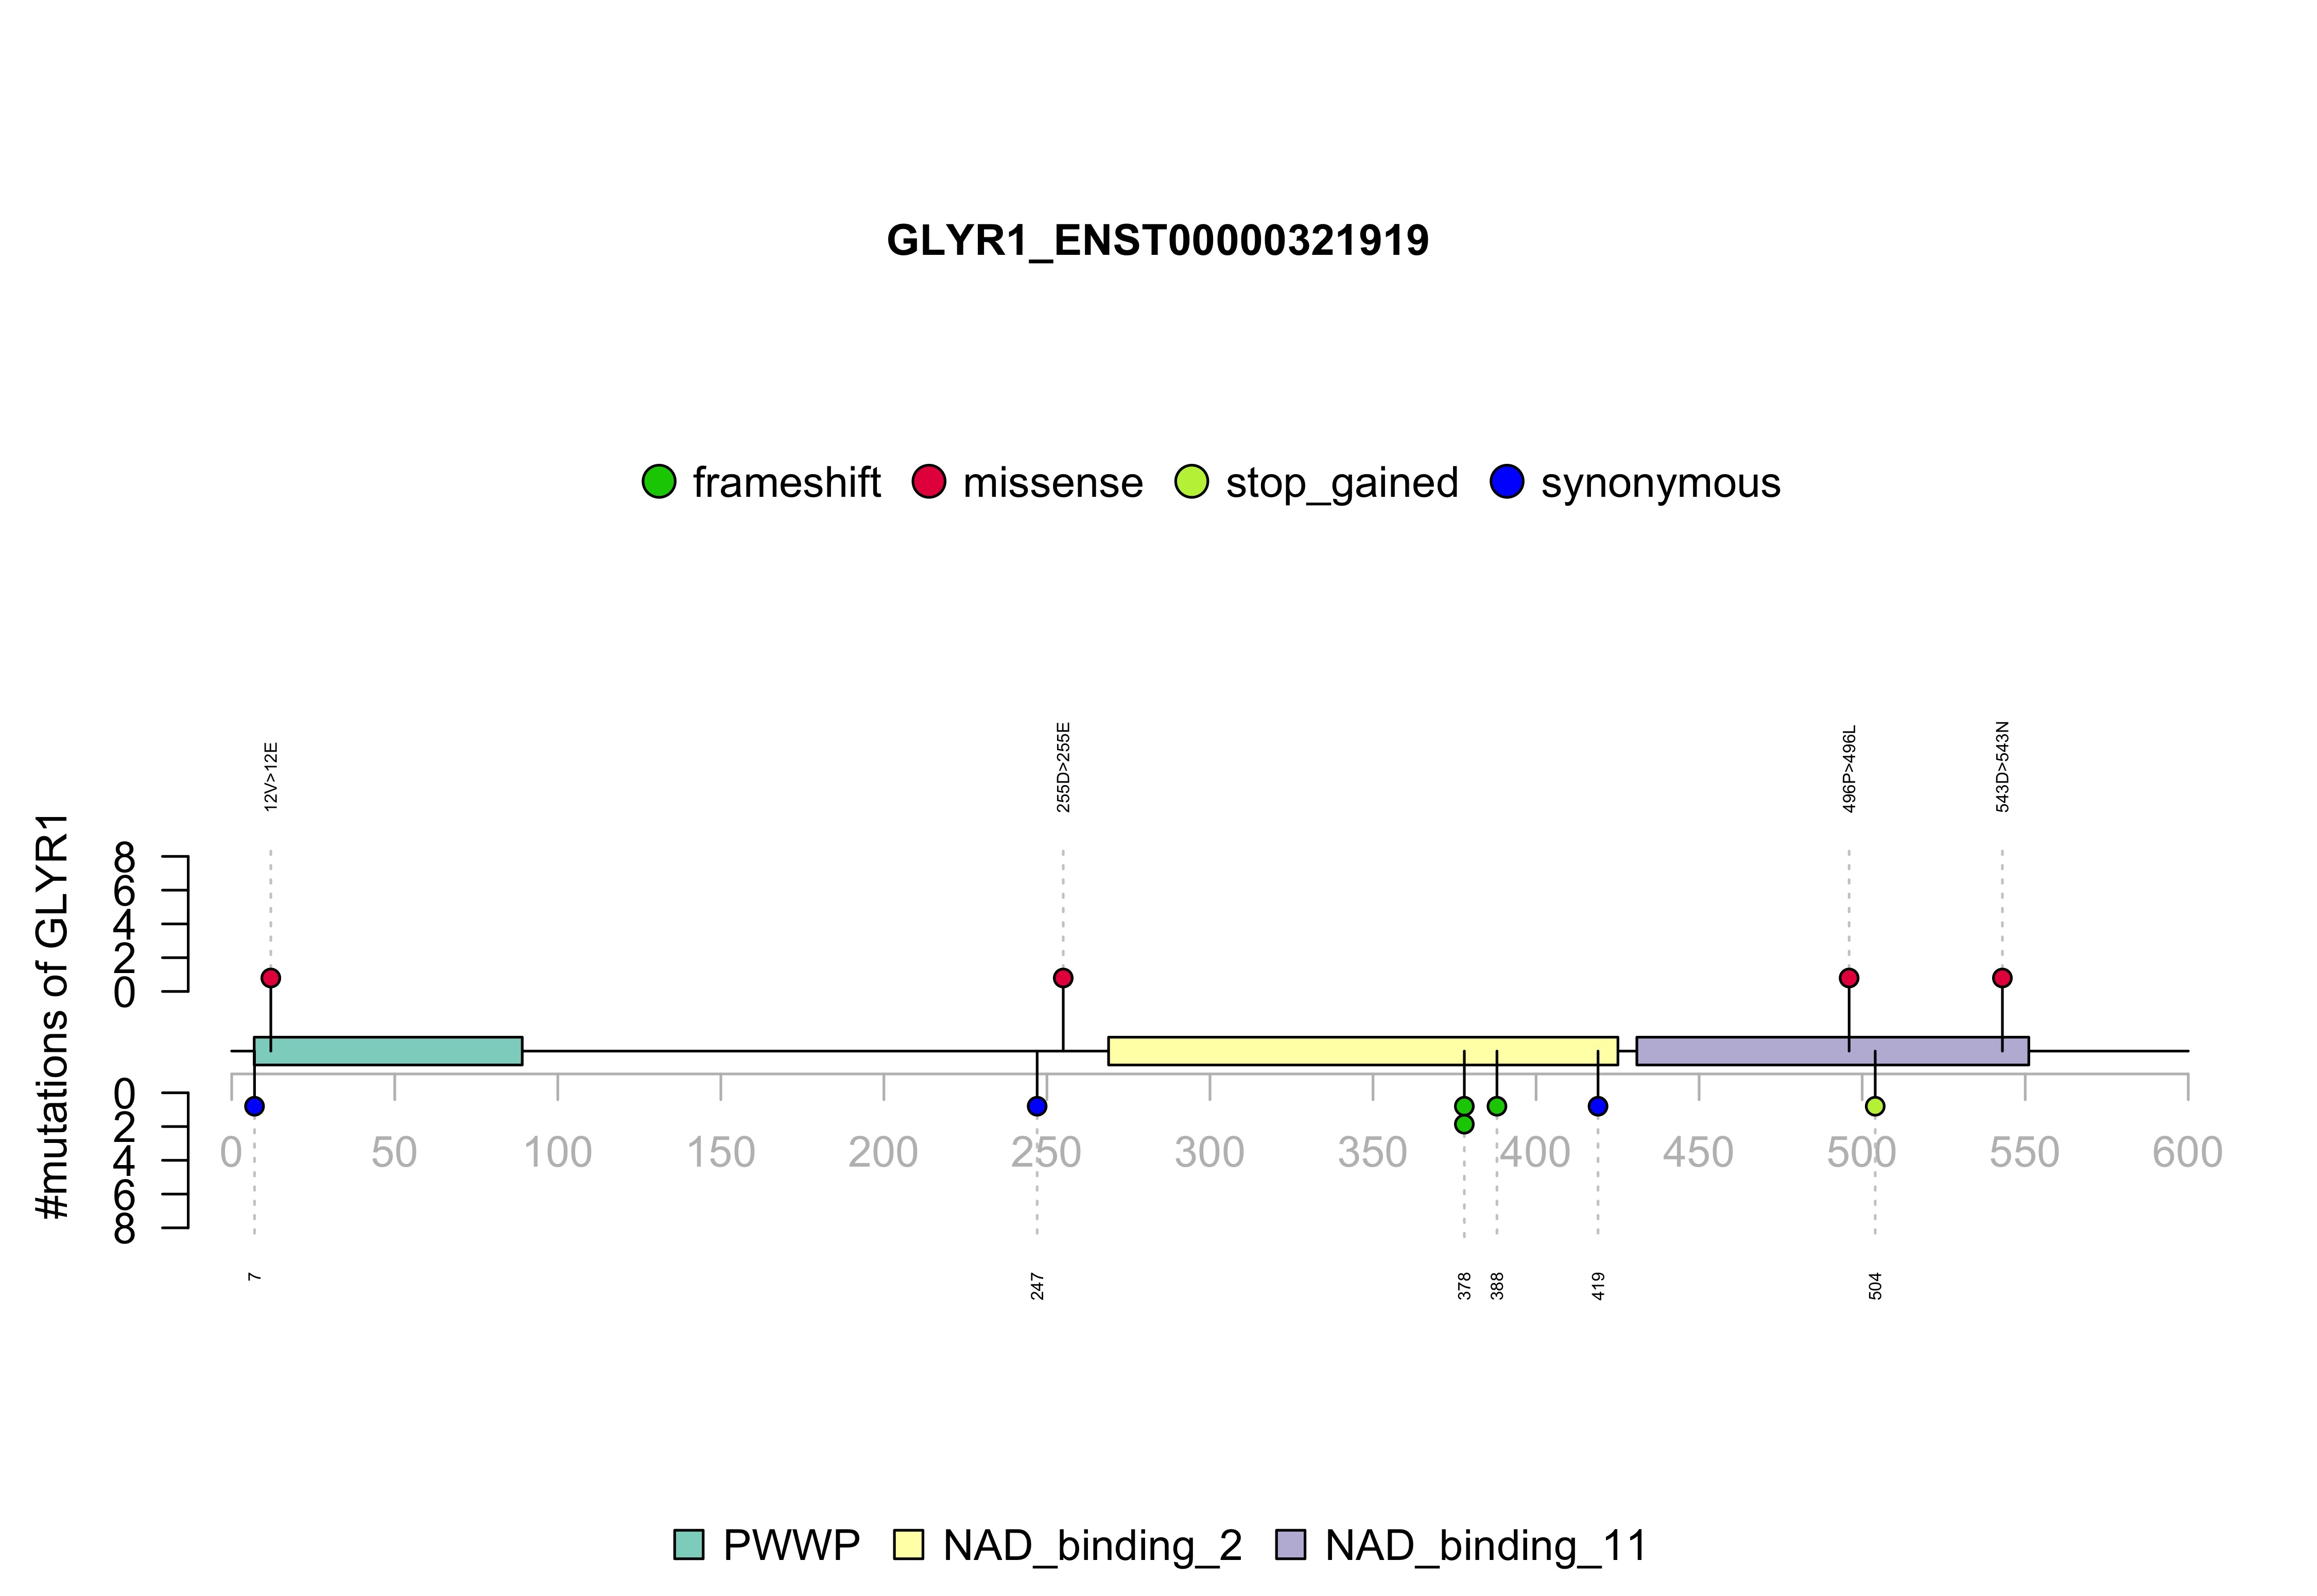 GLYR1_ENST00000321919
frameshift missense stop_gained synonymous
12V>12E 255D>255E 496P>496L 543D>543N
#mutations of GLYR1
8
6
4
2
0
0
2
4
6
8
0 50 100 150 200 250 300 350 400 450 500 550 600
7 247 378 388 419 504
PWWP NAD_binding_2 NAD_binding_11